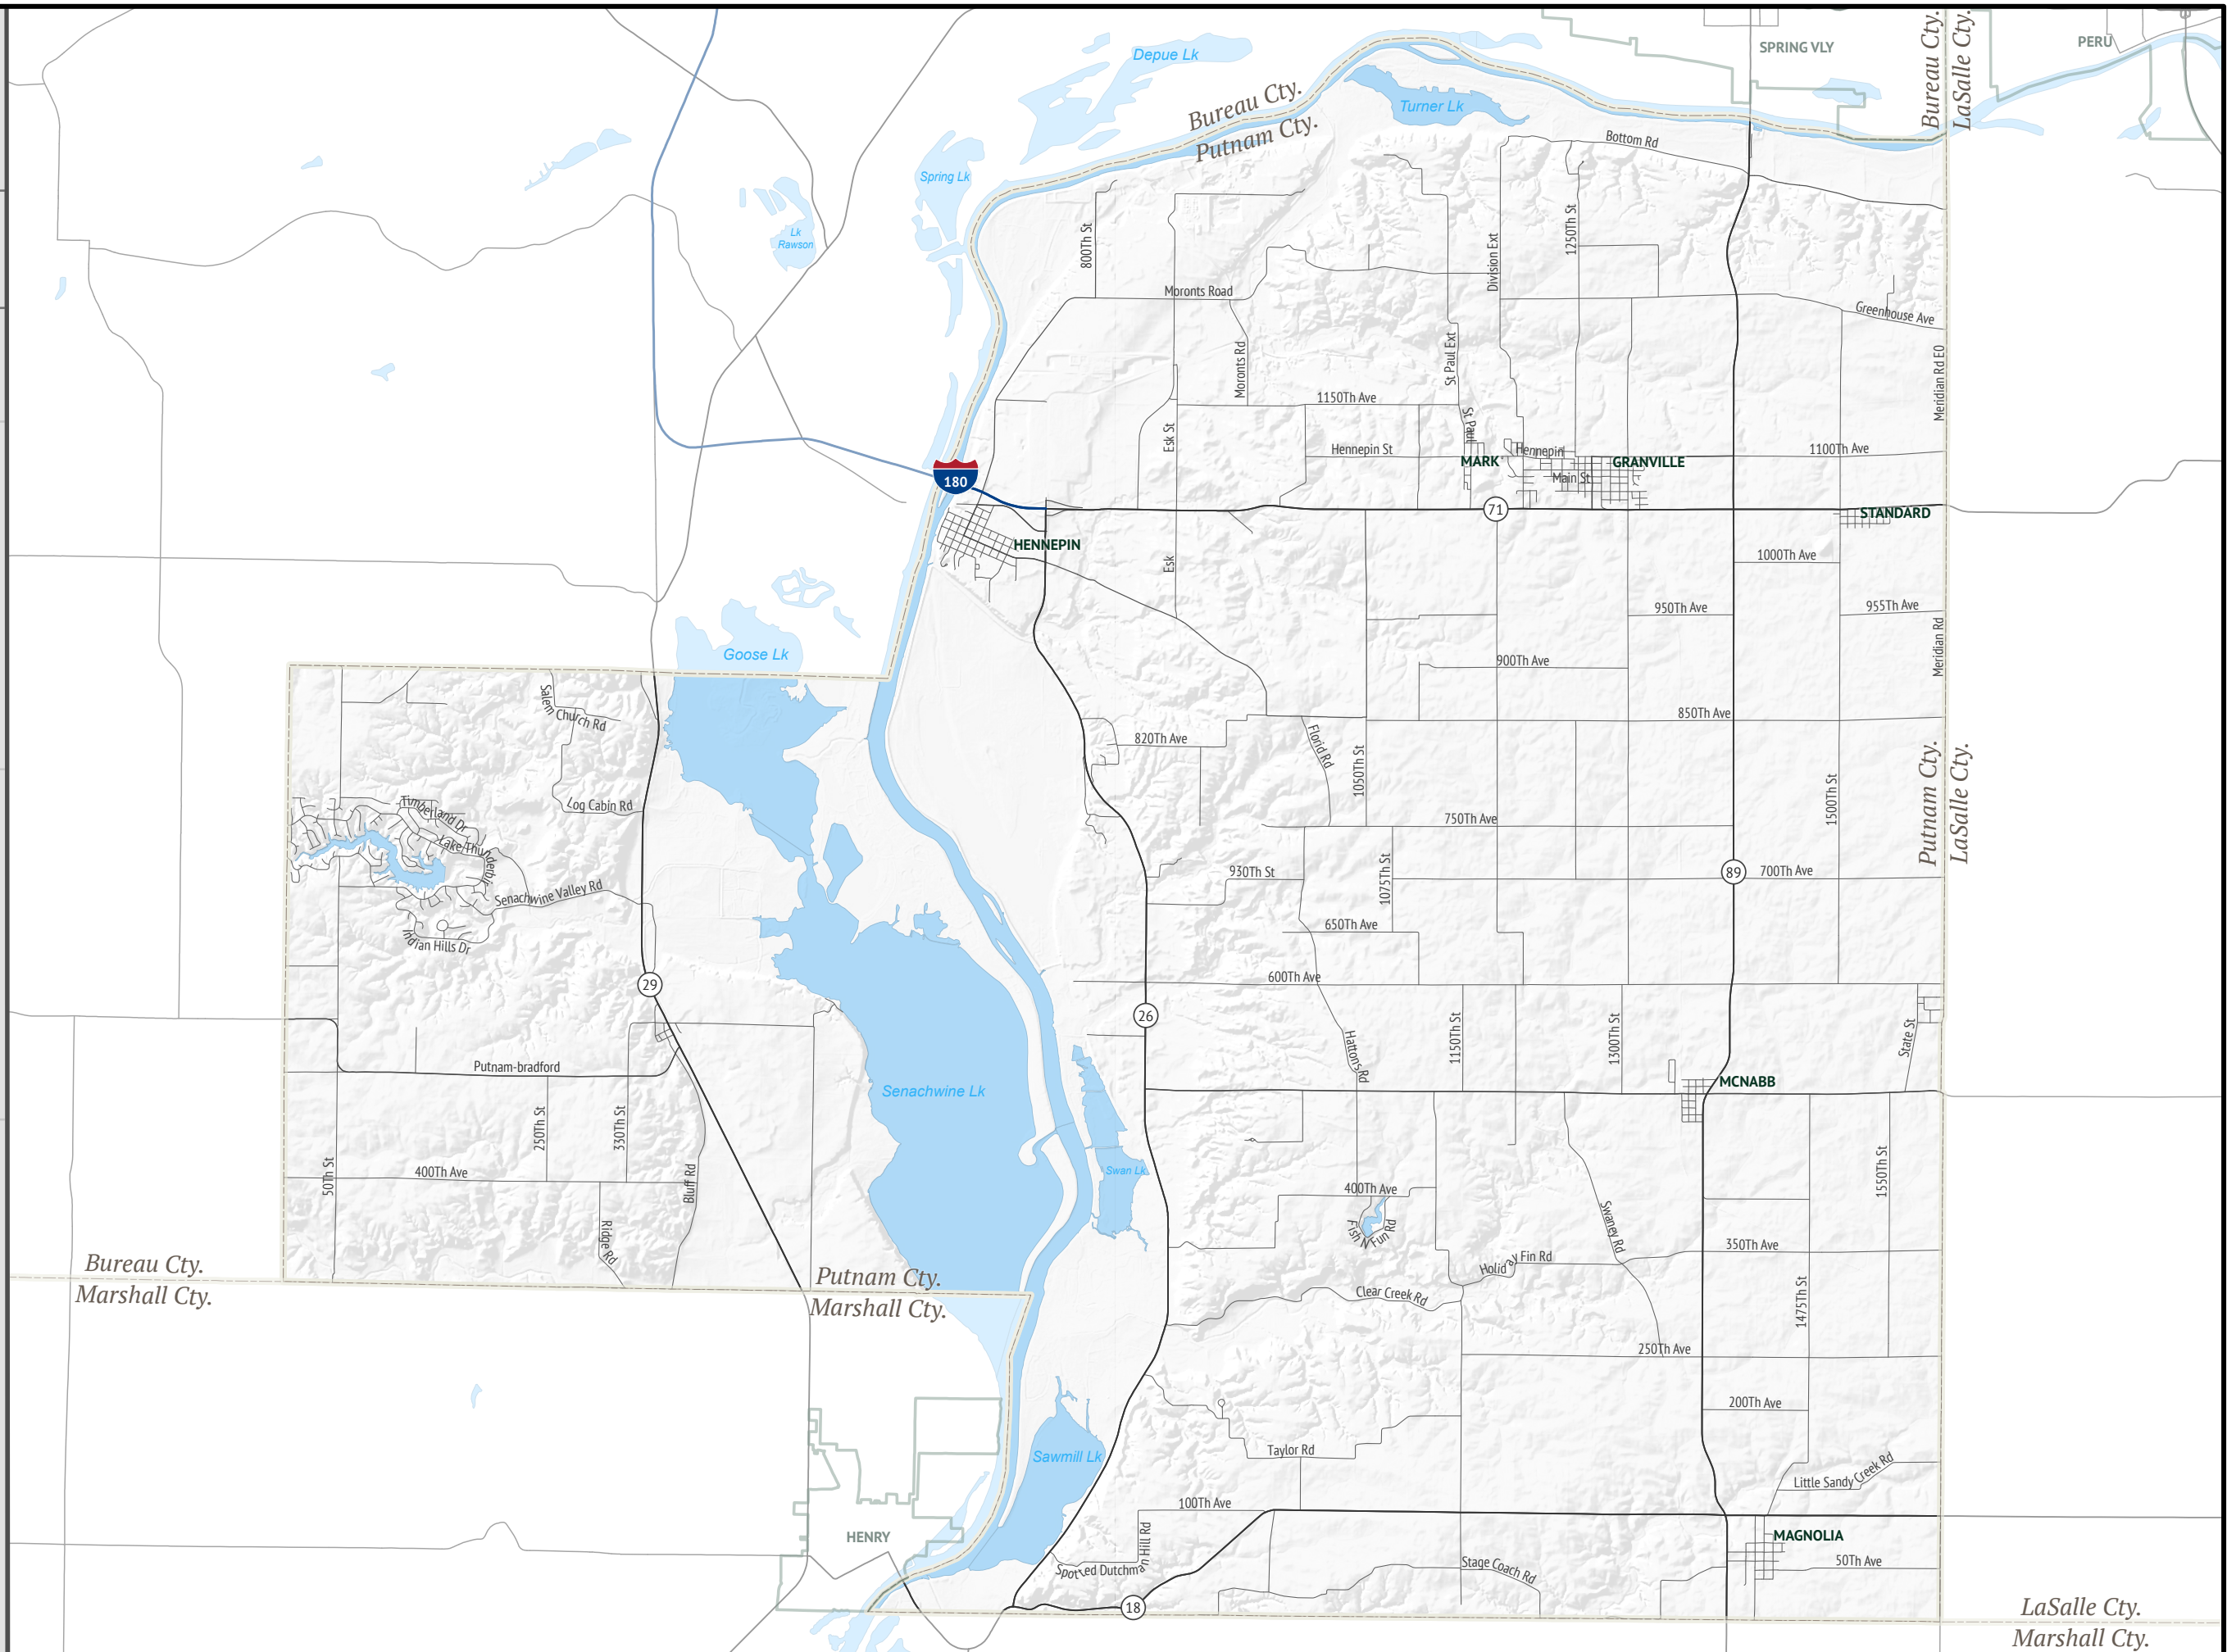 SPRING VLY
PERU
Bureau Cty.
LaSalle Cty.
Depue Lk
Bureau Cty.
Putnam Cty.
Turner Lk
Bottom Rd
Spring Lk
Lk
Rawson
800Th St
1250Th St
Division Ext
Moronts Road
Greenhouse Ave
Moronts Rd
St Paul Ext
Meridian Rd E0
1150Th Ave
Esk St
St Paul
Hennepin St
Hennepin
1100Th Ave
MARK
GRANVILLE
Main St
180
71
STANDARD
HENNEPIN
1000Th Ave
Esk
950Th Ave
955Th Ave
Meridian Rd
Goose Lk
900Th Ave
Salem Church Rd
850Th Ave
820Th Ave
Florid Rd
1050Th St
1500Th St
Putnam Cty.
LaSalle Cty.
Timberland Dr
Log Cabin Rd
Lake Thunderbir
750Th Ave
930Th St
1075Th St
89
700Th Ave
Senachwine Valley Rd
Indian Hills Dr
650Th Ave
29
600Th Ave
26
Hattons Rd
1150Th St
1300Th St
State St
Putnam-bradford
MCNABB
Senachwine Lk
250Th St
330Th St
50Th St
400Th Ave
Bluff Rd
Swan Lk
400Th Ave
1550Th St
Ridge Rd
Fish N Fun Rd
Swaney Rd
350Th Ave
Holiday Fin Rd
Bureau Cty.
Marshall Cty.
Putnam Cty.
Marshall Cty.
Clear Creek Rd
1475Th St
250Th Ave
200Th Ave
Sawmill Lk
Taylor Rd
Little Sandy Creek Rd
100Th Ave
HENRY
MAGNOLIA
Spotted Dutchman Hill Rd
Stage Coach Rd
50Th Ave
18
LaSalle Cty.
Marshall Cty.